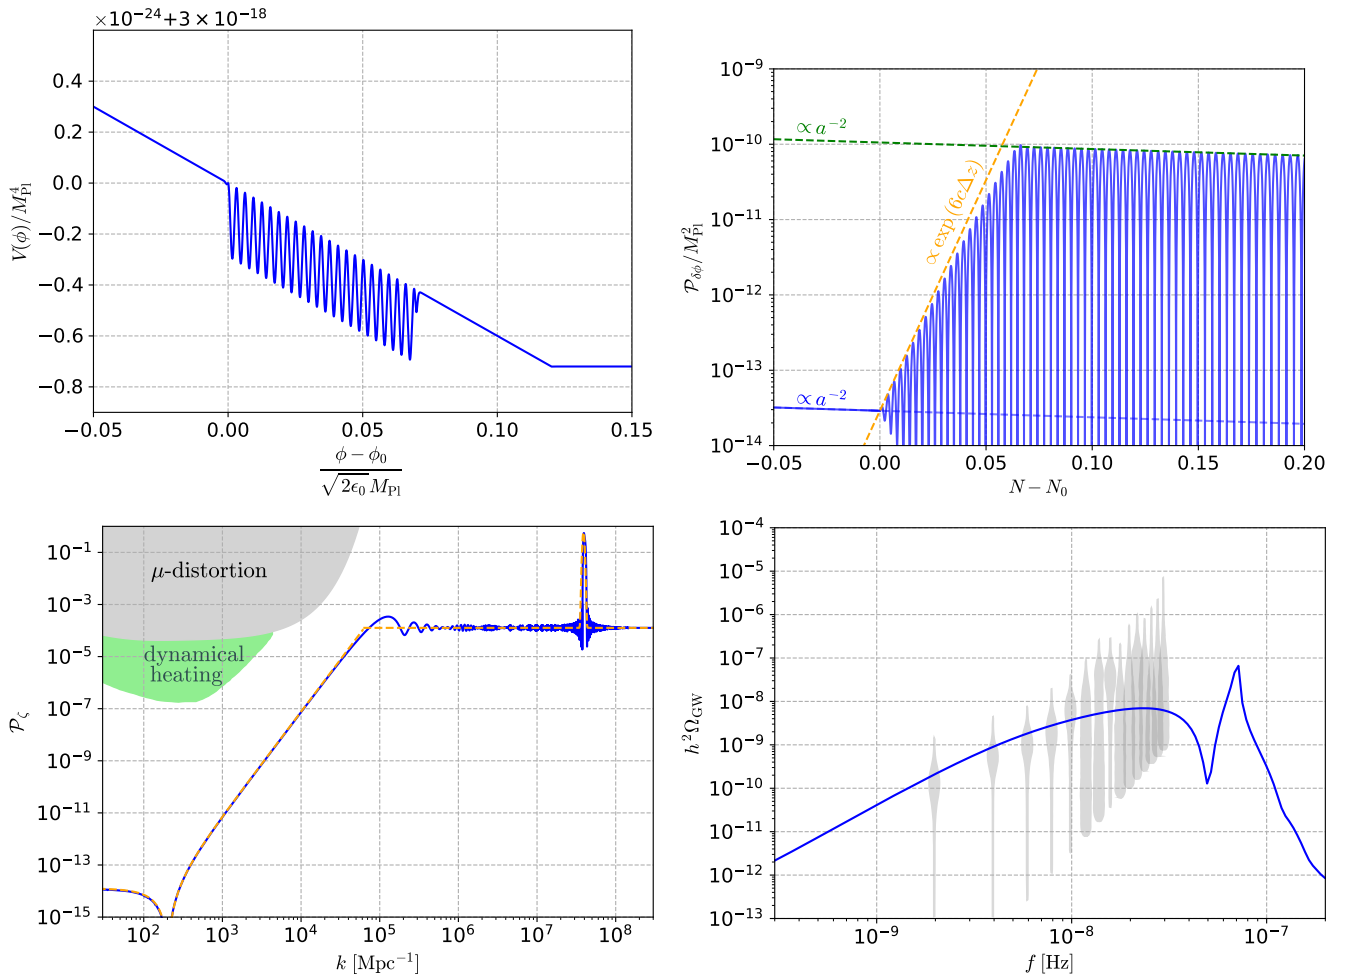 ×10⁻²⁴+3 × 10⁻¹⁸
0.4
0.2
0.0
−0.2
−0.4
−0.6
−0.8
V(ϕ)/M⁴_Pl
−0.05 0.00 0.05 0.10 0.15
ϕ − ϕ₀
√2ϵ₀ M_Pl
10⁻⁹
10⁻¹⁰
10⁻¹¹
10⁻¹²
10⁻¹³
10⁻¹⁴
𝒫_δϕ/M²_Pl
∝ a⁻²
∝ exp(6cΔ_z)
∝ a⁻²
−0.05 0.00 0.05 0.10 0.15 0.20
N − N₀
10⁻¹
10⁻³
10⁻⁵
10⁻⁷
10⁻⁹
10⁻¹¹
10⁻¹³
10⁻¹⁵
𝒫_ζ
μ-distortion
dynamical
heating
10² 10³ 10⁴ 10⁵ 10⁶ 10⁷ 10⁸
k [Mpc⁻¹]
10⁻⁴
10⁻⁵
10⁻⁶
10⁻⁷
10⁻⁸
10⁻⁹
10⁻¹⁰
10⁻¹¹
10⁻¹²
10⁻¹³
h²Ω_GW
10⁻⁹ 10⁻⁸ 10⁻⁷
f [Hz]